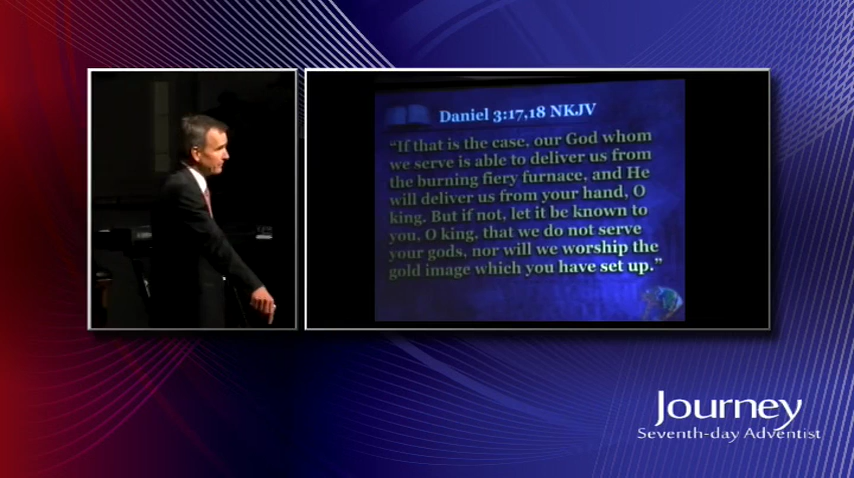 Daniel 3:17,18 NKJV
“If that is the case, our God whom
we serve is able to deliver us from
the burning fiery furnace, and He
will deliver us from your hand, O
king. But if not, let it be known to
you, O king, that we do not serve
your gods, nor will we worship the
gold image which you have set up.”
Journey
Seventh-day Adventist